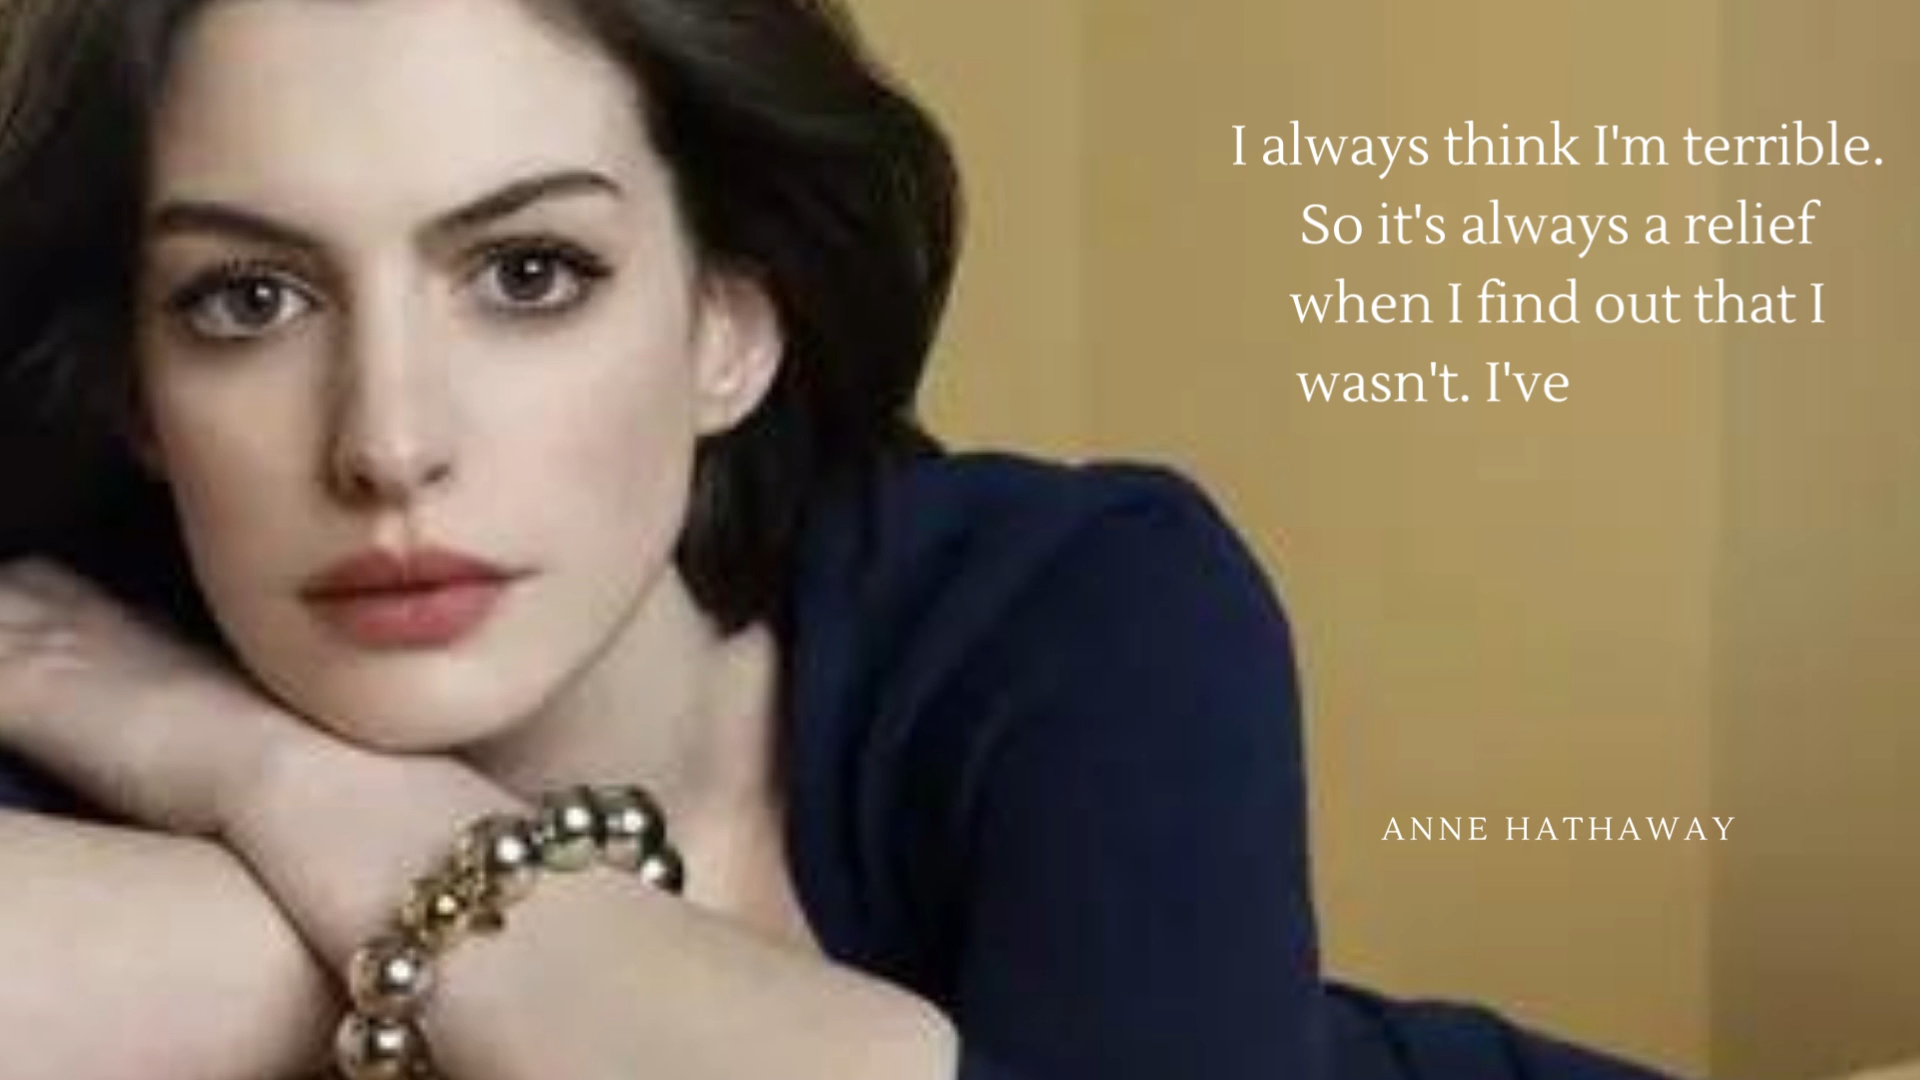 I always think I'm terrible.
So it's always a relief
when I find out that I
wasn't. I've
ANNE HATHAWAY